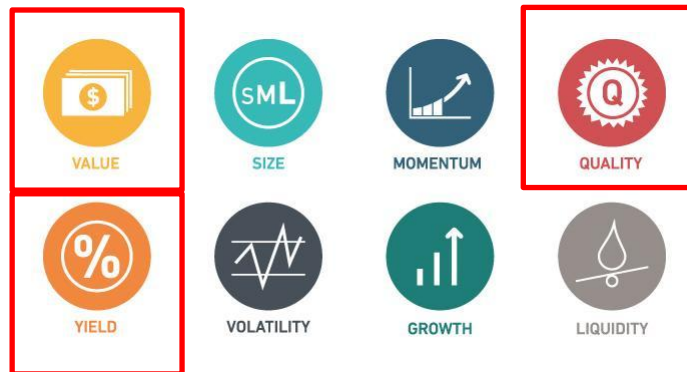 $
SML
Q
VALUE
SIZE
MOMENTUM
QUALITY
%
YIELD
VOLATILITY
GROWTH
LIQUIDITY